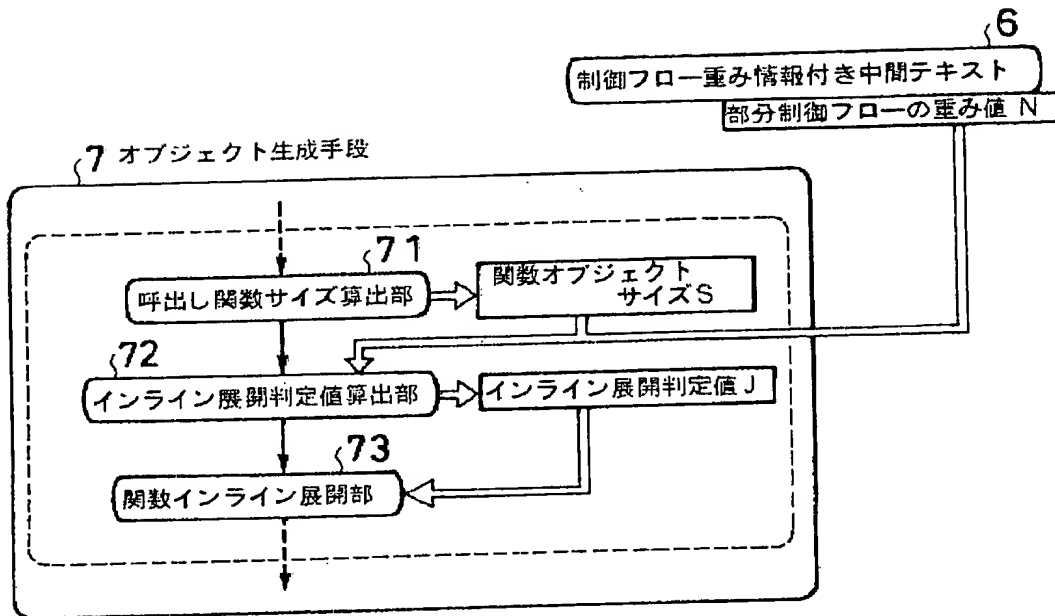 6
制御フロー重み情報付き中間テキスト
部分制御フローの重み値 N
7 オブジェクト生成手段
71
呼出し関数サイズ算出部
関数オブジェクト
サイズS
72
インライン展開判定値算出部
インライン展開判定値J
73
関数インライン展開部